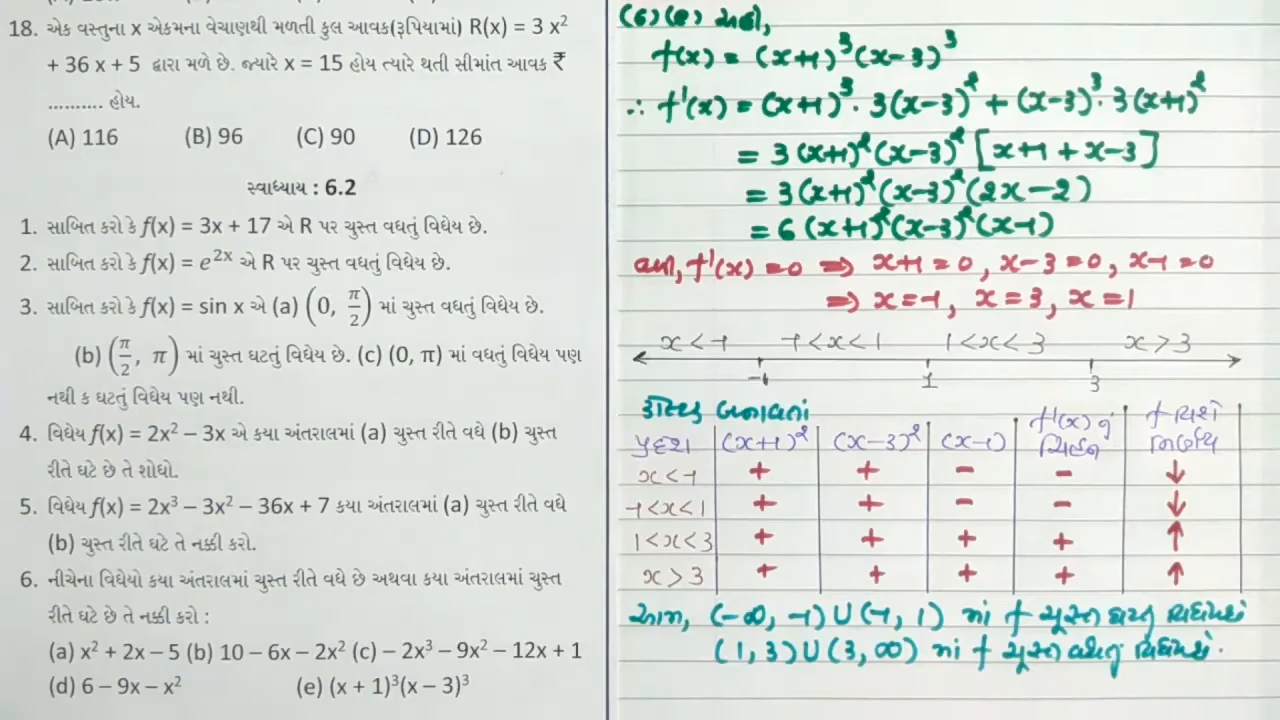 18. એક વસ્તુના x એકમના વેચાણથી મળતી કુલ આવક(રૂપિયામાં) R(x) = 3 x²
+ 36 x + 5 દ્વારા મળે છે. જ્યારે x = 15 હોય ત્યારે થતી સીમાંત આવક ₹
.......... હોય.
(A) 116 (B) 96 (C) 90 (D) 126
સ્વાધ્યાય : 6.2
1. સાબિત કરો કે f(x) = 3x + 17 એ R પર ચુસ્ત વધતું વિધેય છે.
2. સાબિત કરો કે f(x) = e²ˣ એ R પર ચુસ્ત વધતું વિધેય છે.
3. સાબિત કરો કે f(x) = sin x એ (a) (0, π/2) માં ચુસ્ત વધતું વિધેય છે.
(b) (π/2, π) માં ચુસ્ત ઘટતું વિધેય છે. (c) (0, π) માં વધતું વિધેય પણ
નથી ક ઘટતું વિધેય પણ નથી.
4. વિધેય f(x) = 2x² – 3x એ કયા અંતરાલમાં (a) ચુસ્ત રીતે વધે (b) ચુસ્ત
રીતે ઘટે છે તે શોધો.
5. વિધેય f(x) = 2x³ – 3x² – 36x + 7 કયા અંતરાલમાં (a) ચુસ્ત રીતે વધે
(b) ચુસ્ત રીતે ઘટે તે નક્કી કરો.
6. નીચેના વિધેયો કયા અંતરાલમાં ચુસ્ત રીતે વધે છે અથવા કયા અંતરાલમાં ચુસ્ત
રીતે ઘટે છે તે નક્કી કરો :
(a) x² + 2x – 5 (b) 10 – 6x – 2x² (c) – 2x³ – 9x² – 12x + 1
(d) 6 – 9x – x² (e) (x + 1)³(x – 3)³
(6) (e) અહીં,
f(x) = (x+1)³(x-3)³
∴ f'(x) = (x+1)³·3(x-3)² + (x-3)³·3(x+1)²
= 3(x+1)²(x-3)²[x+1+x-3]
= 3(x+1)²(x-3)²(2x-2)
= 6(x+1)²(x-3)²(x-1)
f'(x) = 0 ⇒ x+1=0, x-3=0, x-1=0
⇒ x=-1, x=3, x=1
x<-1 -1<x<1 1<x<3 x>3
-1 1 3
કોષ્ટક બનાવતાં
પ્રદેશ (x+1)² (x-3)² (x-1) f'(x) નું ચિહ્ન f વિશે માહિતી
x<-1 + + - - ↓
-1<x<1 + + - - ↓
1<x<3 + + + + ↑
x>3 + + + + ↑
આમ, (-∞, -1) U (-1, 1) માં f ચુસ્ત ઘટતું વિધેય છે
(1, 3) U (3, ∞) માં f ચુસ્ત વધતું વિધેય છે.